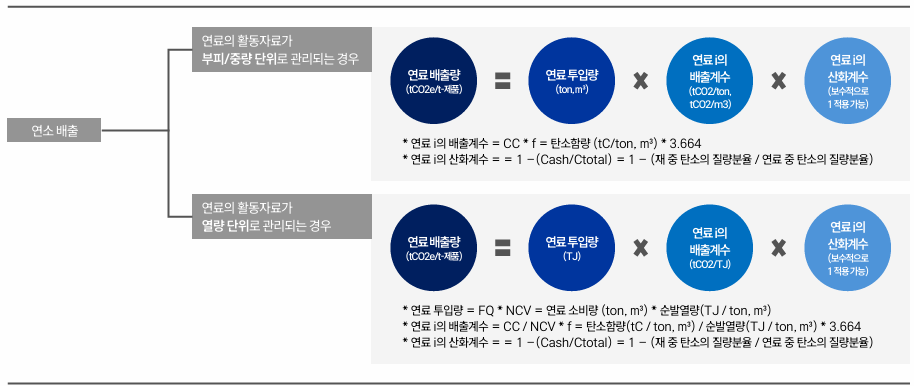 연소 배출
연료의 활동자료가
부피/중량 단위로 관리되는 경우
연료 배출량
(tCO2e/t-제품)
=
연료 투입량
(ton,m³)
×
연료 i의
배출계수
(tCO2/ton,
tCO2/m3)
×
연료 i의
산화계수
(보수적으로
1 적용 가능)
* 연료 i의 배출계수 = CC * f = 탄소함량 (tC/ton, m³) * 3.664
* 연료 i의 산화계수 = = 1 -(Cash/Ctotal) = 1 - (재 중 탄소의 질량분율 / 연료 중 탄소의 질량분율)
연료의 활동자료가
열량 단위로 관리되는 경우
연료 배출량
(tCO2e/t-제품)
=
연료 투입량
(TJ)
×
연료 i의
배출계수
(tCO2/TJ)
×
연료 i의
산화계수
(보수적으로
1 적용 가능)
* 연료 투입량 = FQ * NCV = 연료 소비량 (ton, m³) * 순발열량(TJ / ton, m³)
* 연료 i의 배출계수 = CC / NCV * f = 탄소함량(tC / ton, m³) / 순발열량(TJ / ton, m³) * 3.664
* 연료 i의 산화계수 = = 1 -(Cash/Ctotal) = 1 - (재 중 탄소의 질량분율 / 연료 중 탄소의 질량분율)